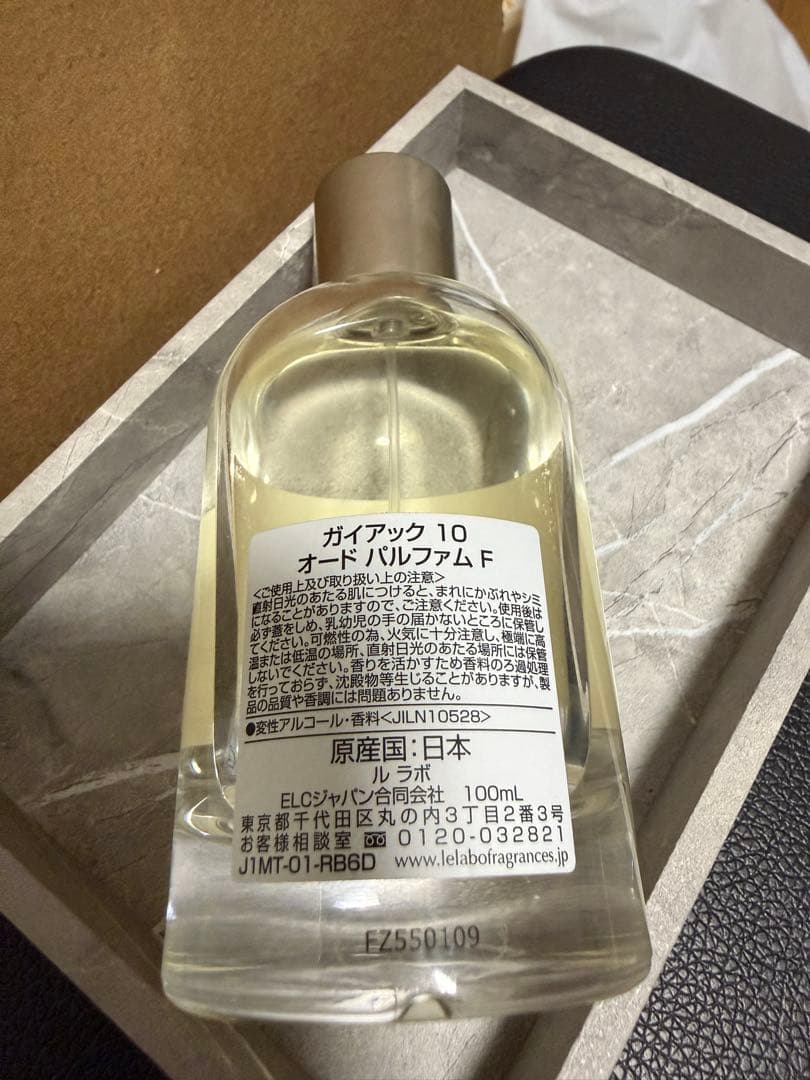 ガイアック 10
オード パルファム F
<ご使用上及び取り扱い上の注意>
直射日光のあたる肌につけると、まれにかぶれやシミ
になることがありますので、ご注意ください。使用後は
必ず蓋をしめ、乳幼児の手の届かないところに保管し
てください。可燃性の為、火気に十分注意し、極端に高
温または低温の場所、直射日光のあたる場所には保管
しないでください。香りを活かすため香料のろ過処理
を行っておらず、沈殿物等生じることがありますが、製
品の品質や香調には問題ありません。
●変性アルコール・香料<JILN10528>
原産国:日本
ル ラボ
ELCジャパン合同会社 100mL
東京都千代田区丸の内3丁目2番3号
お客様相談室 0120-032821
J1MT-01-RB6D www.lelabofragrances.jp
FZ550109